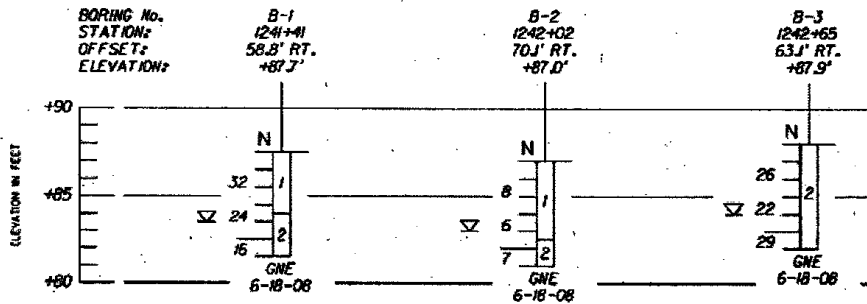 BORING No. B-1 B-2 B-3
STATION: 1241+41 1242+02 1242+65
OFFSET: 58.8' RT. 70.1' RT. 63.1' RT.
ELEVATION: +87.7' +87.0' +87.9'
ELEVATION IN FEET
+90
N N N
32 1 8 1 26 2
+85
24 6 22
2
16 7 2 29
GNE GNE GNE
+80
6-18-08 6-18-08 6-18-08